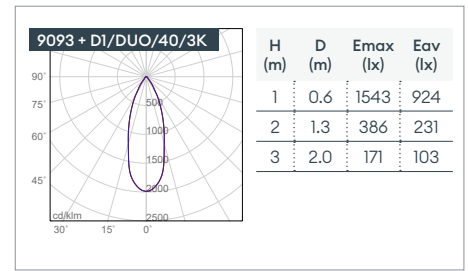 9093 + D1/DUO/40/3K
90°
75°
60°
45°
500
1000
1500
2000
2500
cd/klm
30° 15° 0°
H D Emax Eav
(m) (m) (lx) (lx)
1 0.6 1543 924
2 1.3 386 231
3 2.0 171 103